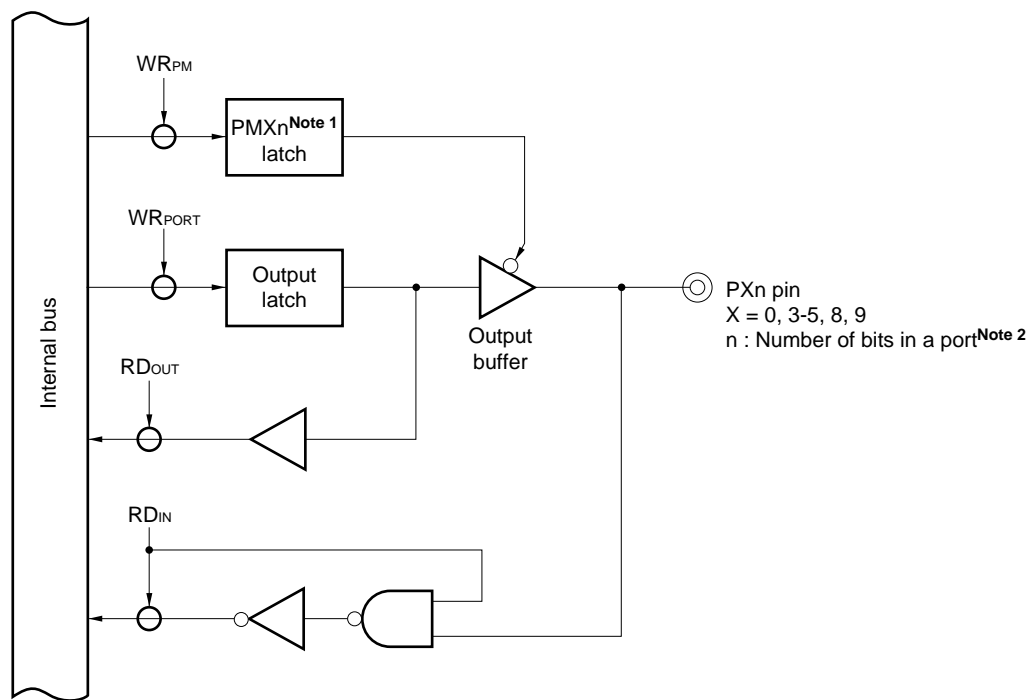 Internal bus
WRPM
PMXnNote 1
latch
WRPORT
Output
latch
Output
buffer
PXn pin
X = 0, 3-5, 8, 9
n : Number of bits in a portNote 2
RDOUT
RDIN